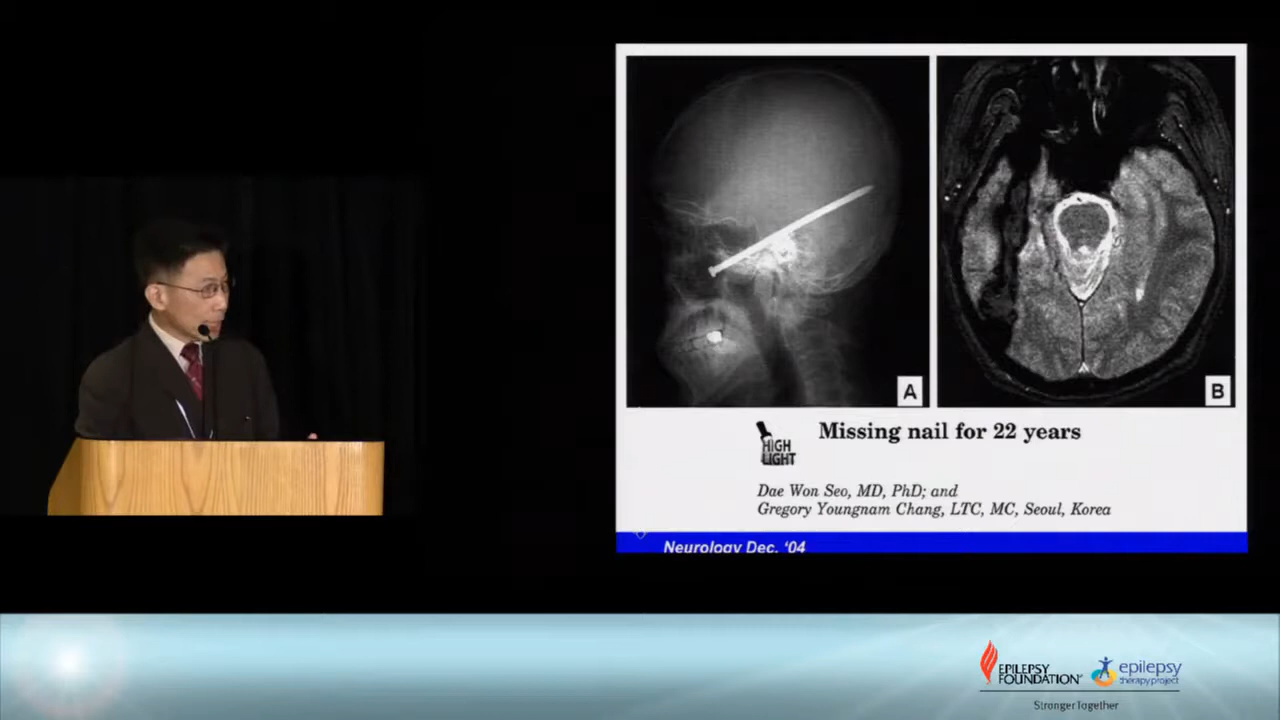 A
B
HIGH
LIGHT
Missing nail for 22 years
Dae Won Seo, MD, PhD; and
Gregory Youngnam Chang, LTC, MC, Seoul, Korea
Neurology Dec. '04
EPILEPSY
FOUNDATION
epilepsy
therapy project
Stronger Together